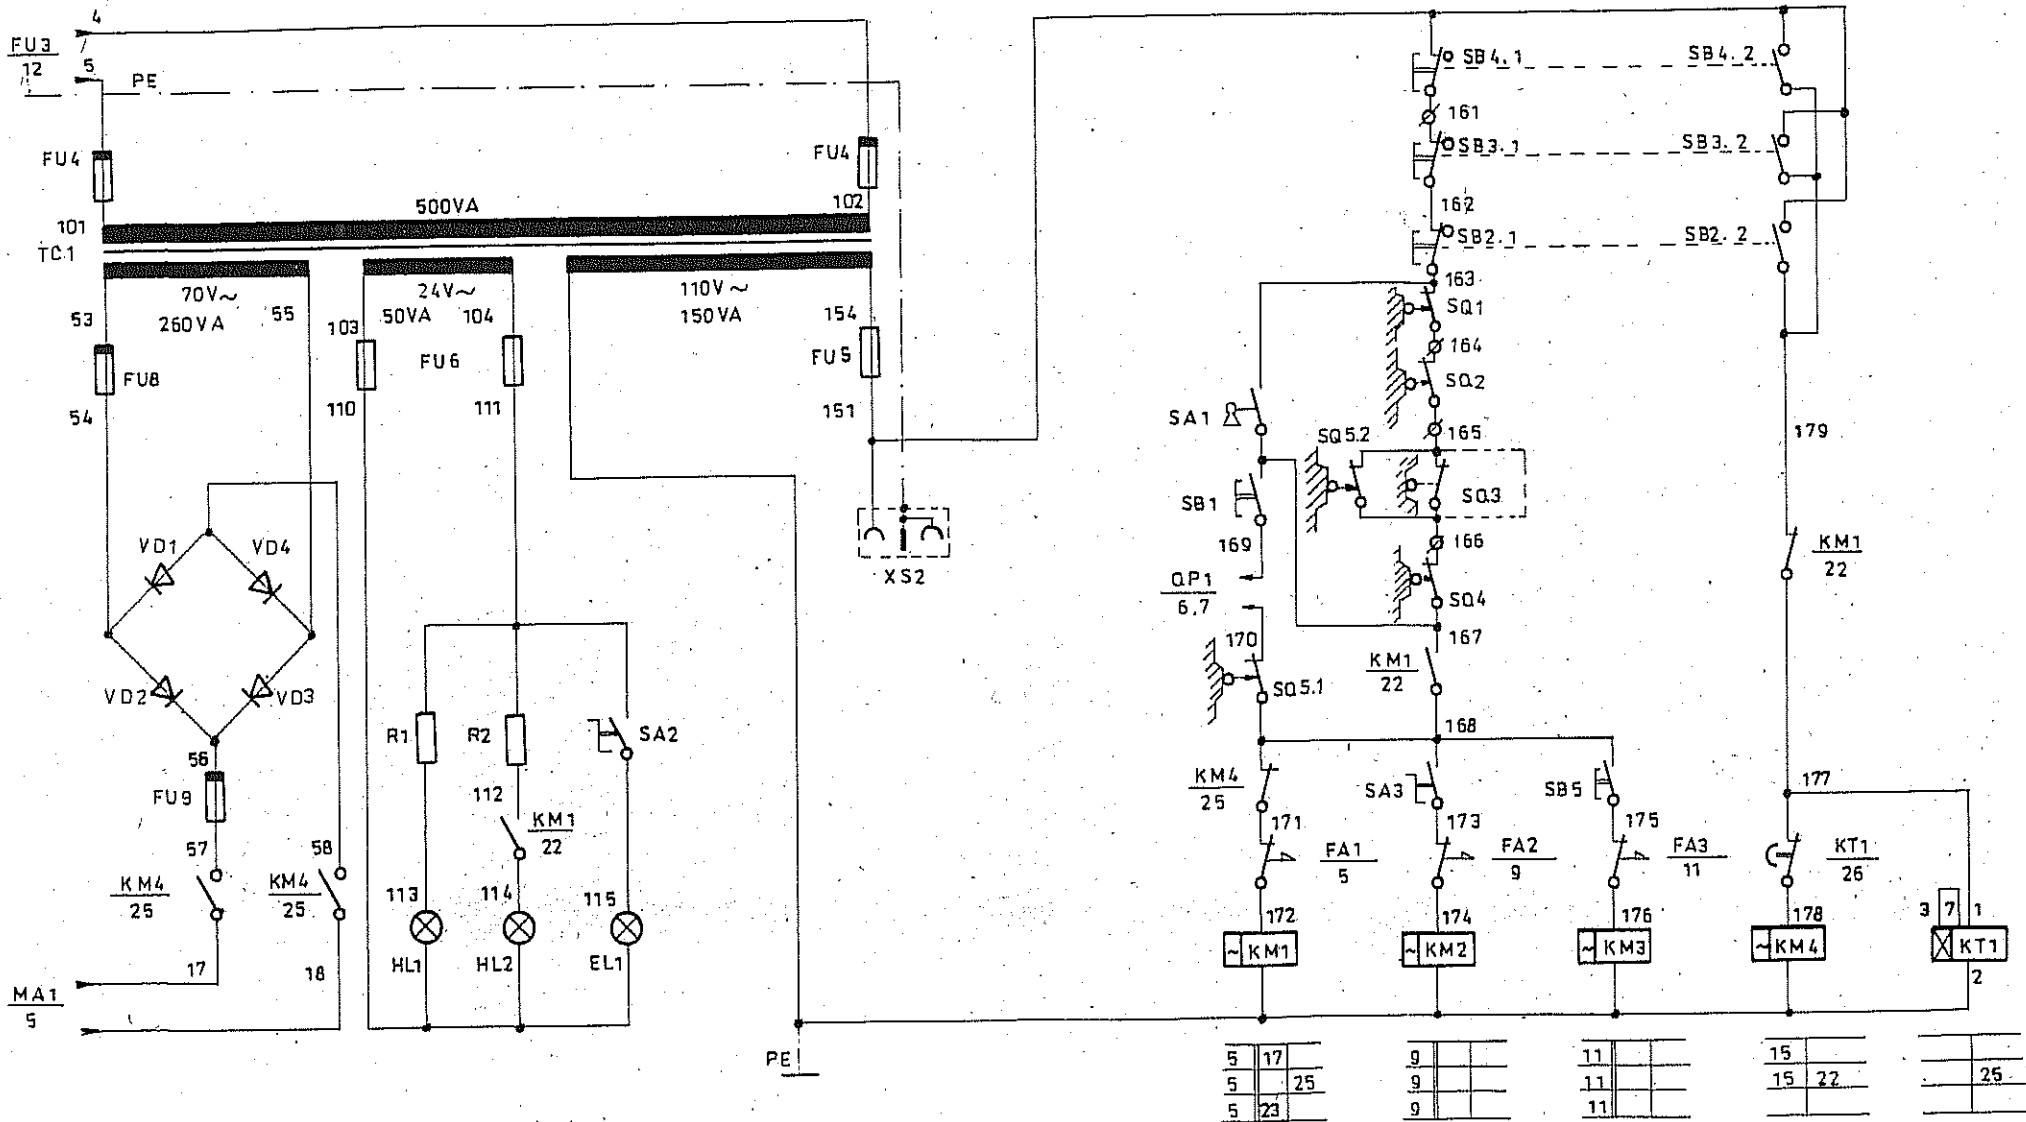 4
FU3
12
5
PE
FU4
FU4
500VA
101
102
TC1
70V~
260VA
53
55
24V~
50VA
103
104
110V~
150VA
154
FU8
FU6
FU5
54
110
111
151
VD1
VD4
VD2
VD3
XS2
56
FU9
57
58
KM4
25
KM4
25
17
18
MA1
5
R1
R2
SA2
112
KM1
22
113
114
115
HL1
HL2
EL1
PE
SB4.1
SB4.2
161
SB3.1
SB3.2
162
SB2.1
SB2.2
163
SQ1
164
SQ2
SA1
165
SQ5.2
179
SB1
SQ3
169
166
KM1
22
QP1
6.7
SQ4
170
167
KM1
22
SQ5.1
168
KM4
25
SA3
SB5
177
171
173
175
FA1
5
FA2
9
FA3
11
KT1
26
172
174
176
178
3 7 1
~ KM1
~ KM2
~ KM3
~ KM4
KT1
2
5 17
5 25
5 23
9
9
9
11
11
11
15
15 22
25